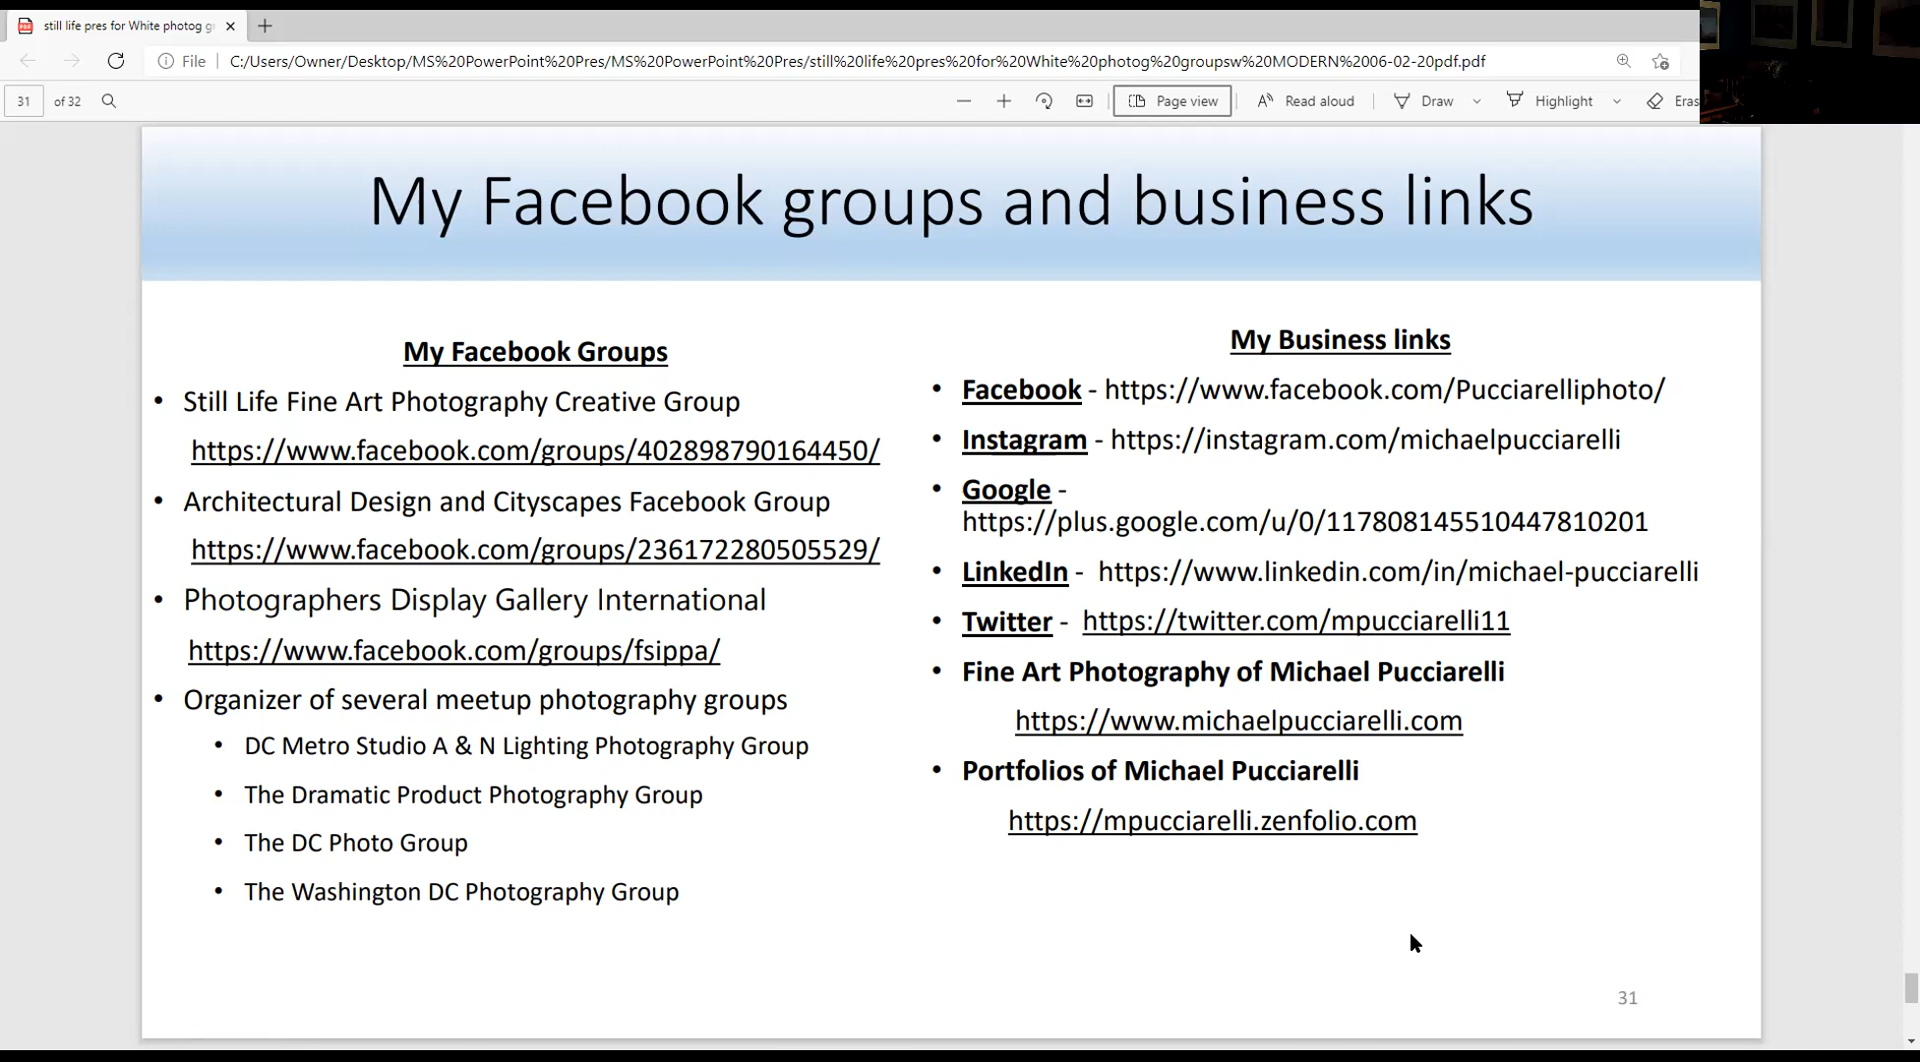 still life pres for White photog g
File
C:/Users/Owner/Desktop/MS%20PowerPoint%20Pres/MS%20PowerPoint%20Pres/still%20life%20pres%20for%20White%20photog%20groupsw%20MODERN%2006-02-20pdf.pdf
31 of 32
Page view
Read aloud
Draw
Highlight
Eras
My Facebook groups and business links
My Facebook Groups
• Still Life Fine Art Photography Creative Group
https://www.facebook.com/groups/402898790164450/
• Architectural Design and Cityscapes Facebook Group
https://www.facebook.com/groups/236172280505529/
• Photographers Display Gallery International
https://www.facebook.com/groups/fsippa/
• Organizer of several meetup photography groups
• DC Metro Studio A & N Lighting Photography Group
• The Dramatic Product Photography Group
• The DC Photo Group
• The Washington DC Photography Group
My Business links
• Facebook - https://www.facebook.com/Pucciarelliphoto/
• Instagram - https://instagram.com/michaelpucciarelli
• Google -
https://plus.google.com/u/0/117808145510447810201
• LinkedIn - https://www.linkedin.com/in/michael-pucciarelli
• Twitter - https://twitter.com/mpucciarelli11
• Fine Art Photography of Michael Pucciarelli
https://www.michaelpucciarelli.com
• Portfolios of Michael Pucciarelli
https://mpucciarelli.zenfolio.com
31